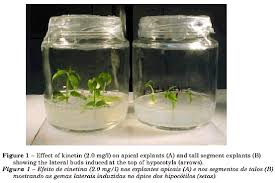 Figure 1 – Effect of kinetin (2.0 mg/l) on apical explants (A) and tall segment explants (B)
showing the lateral buds induced at the top of hypocotyls (arrows).
Figura 1 – Efeito de cinetina (2.0 mg/l) nos explantes apicais (A) e nos segmentos de talos (B)
mostrando as gemas laterais induzidas no ápice dos hipocótilos (setas)